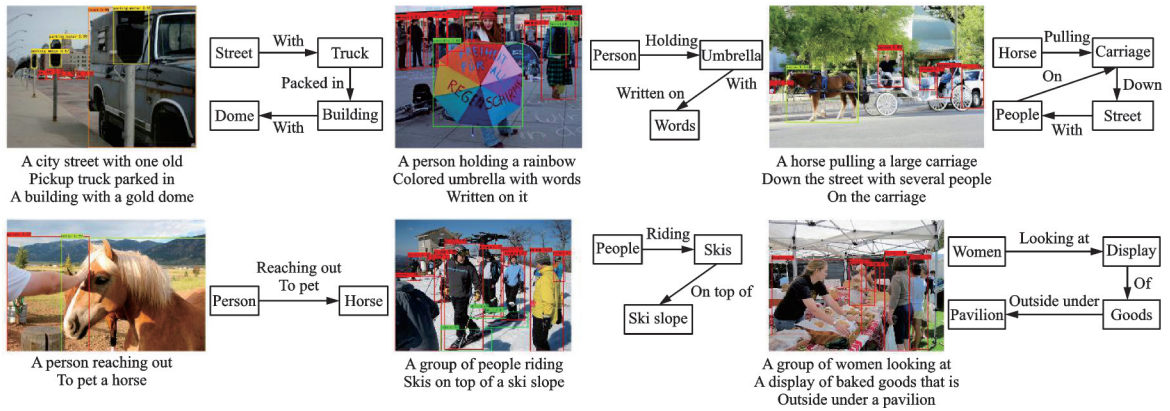 Street
With
Truck
Packed in
Dome
With
Building
A city street with one old
Pickup truck parked in
A building with a gold dome
FOR ALL
Person
Holding
Umbrella
Written on
With
Words
A person holding a rainbow
Colored umbrella with words
Written on it
Horse
Pulling
Carriage
On
Down
People
With
Street
A horse pulling a large carriage
Down the street with several people
On the carriage
Person
Reaching out
To pet
Horse
A person reaching out
To pet a horse
People
Riding
Skis
On top of
Ski slope
A group of people riding
Skis on top of a ski slope
Women
Looking at
Display
Of
Pavilion
Outside under
Goods
A group of women looking at
A display of baked goods that is
Outside under a pavilion